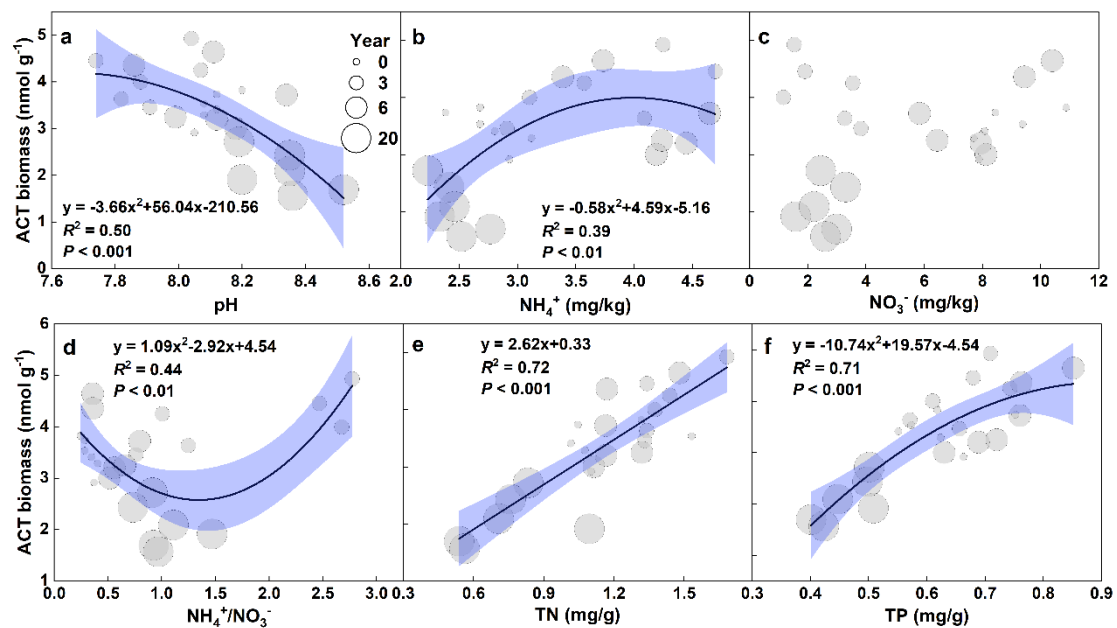 a
Year
0
3
6
20
b
c
ACT biomass (nmol g-1)
5
4
3
2
1
0
y = -3.66x2+56.04x-210.56
R2 = 0.50
P < 0.001
y = -0.58x2+4.59x-5.16
R2 = 0.39
P < 0.01
7.6 7.8 8.0 8.2 8.4 8.6
2.0 2.5 3.0 3.5 4.0 4.5 5.0
0 2 4 6 8 10 12
pH
NH4+ (mg/kg)
NO3- (mg/kg)
d
e
f
ACT biomass (nmol g-1)
6
5
4
3
2
1
y = 1.09x2-2.92x+4.54
R2 = 0.44
P < 0.01
y = 2.62x+0.33
R2 = 0.72
P < 0.001
y = -10.74x2+19.57x-4.54
R2 = 0.71
P < 0.001
0.0 0.5 1.0 1.5 2.0 2.5 3.0
0.3 0.6 0.9 1.2 1.5 1.8
0.3 0.4 0.5 0.6 0.7 0.8 0.9
NH4+/NO3-
TN (mg/g)
TP (mg/g)